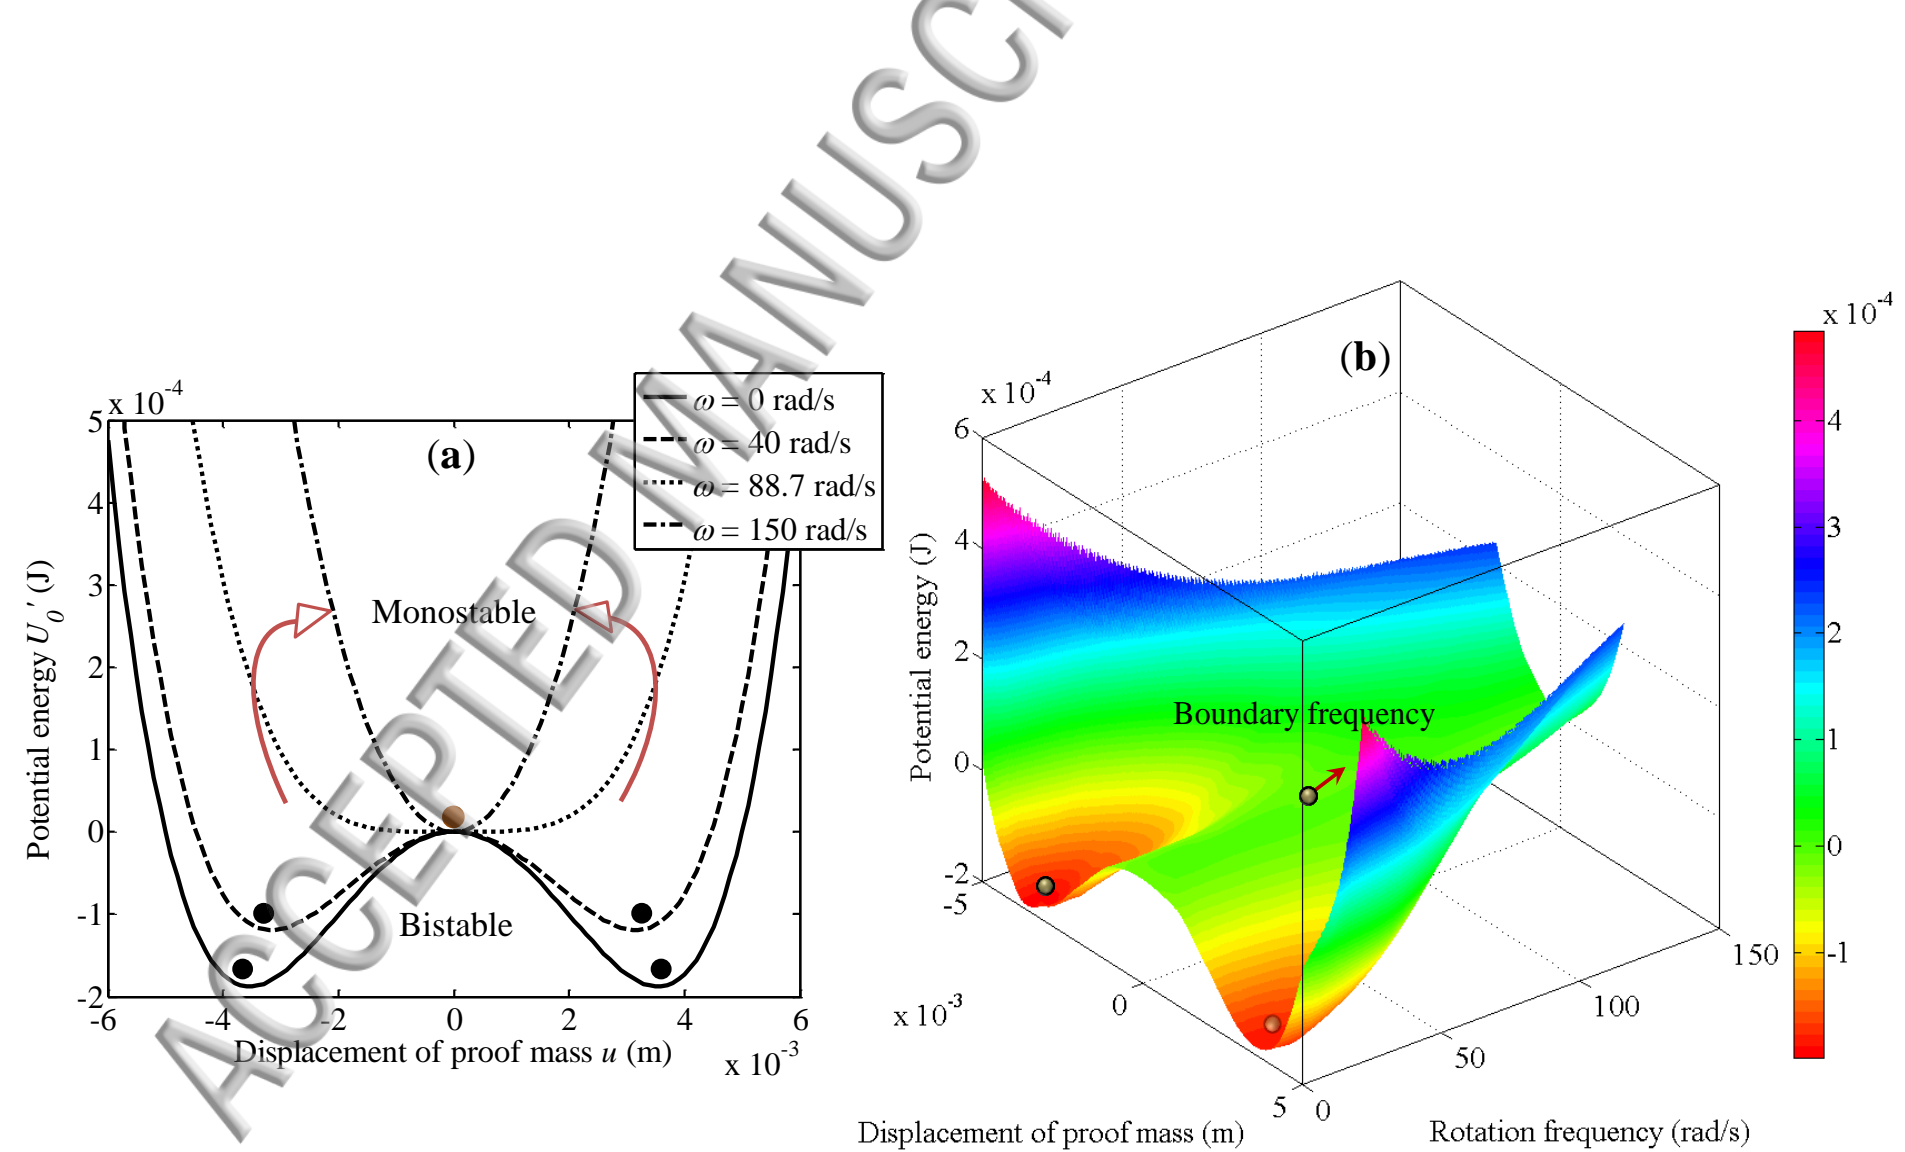 ACCEPTED MANUSCRI
(a)
x 10-4
5
4
3
2
1
0
-1
-2
-6
-4
-2
0
2
4
6
x 10-3
Potential energy U0′ (J)
Displacement of proof mass u (m)
ω = 0 rad/s
ω = 40 rad/s
ω = 88.7 rad/s
ω = 150 rad/s
Monostable
Bistable
(b)
x 10-4
6
4
2
0
-2
-5
0
5
x 10-3
0
50
100
150
Potential energy (J)
Boundary frequency
Displacement of proof mass (m)
Rotation frequency (rad/s)
x 10-4
4
3
2
1
0
-1